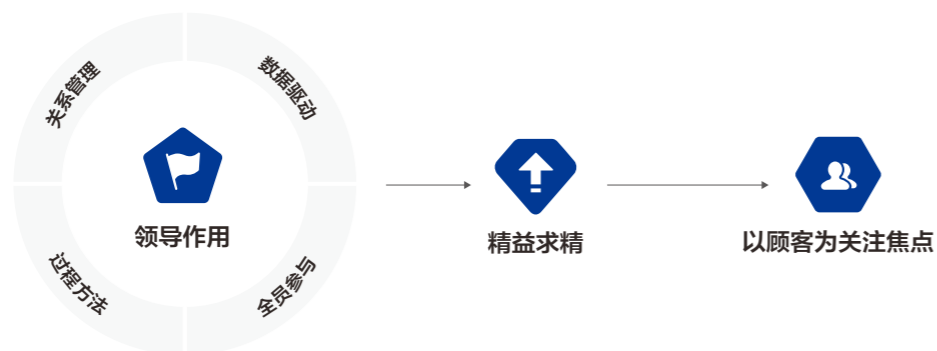 关系管理
数据驱动
领导作用
过程方法
全员参与
精益求精
以顾客为关注焦点